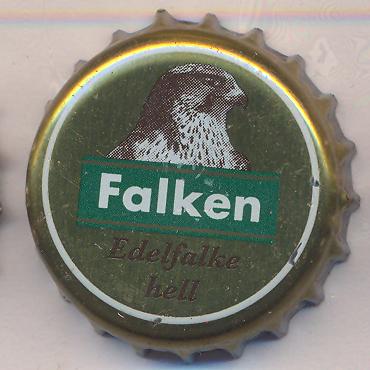 Falken
Edelfalke
hell